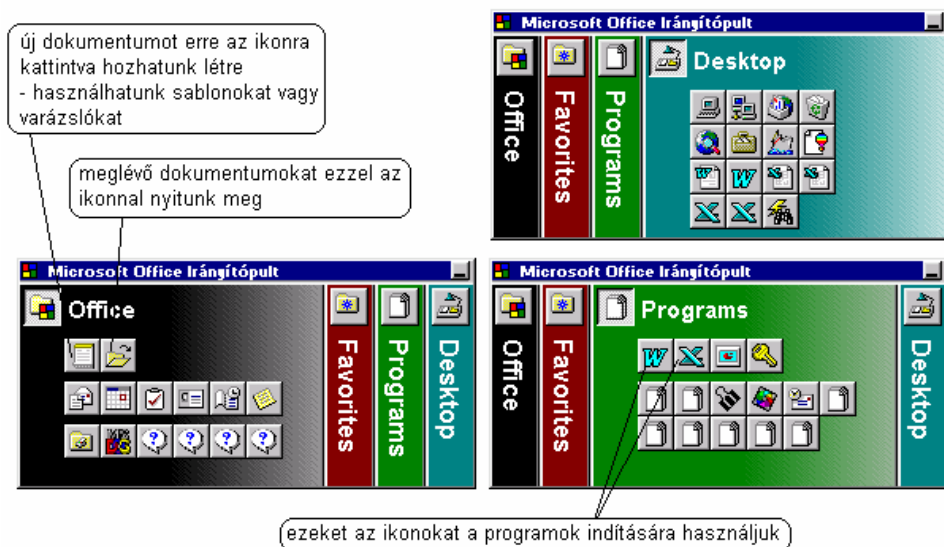 új dokumentumot erre az ikonra
kattintva hozhatunk létre
- használhatunk sablonokat vagy
varázslókat
meglévő dokumentumokat ezzel az
ikonnal nyitunk meg
Microsoft Office Irányítópult
Office
Favorites
Programs
Desktop
Microsoft Office Irányítópult
Office
Favorites
Programs
Desktop
Microsoft Office Irányítópult
Office
Favorites
Programs
Desktop
ezeket az ikonokat a programok indítására használjuk